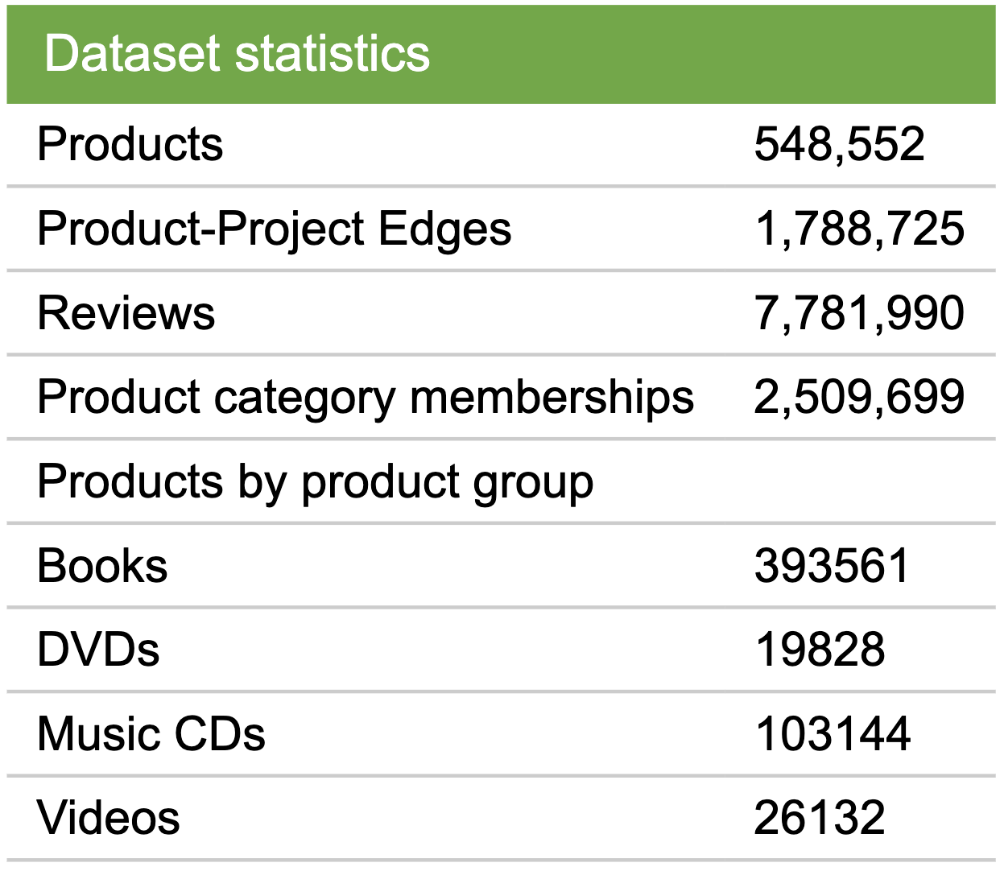 Dataset statistics
Products 548,552
Product-Project Edges 1,788,725
Reviews 7,781,990
Product category memberships 2,509,699
Products by product group
Books 393561
DVDs 19828
Music CDs 103144
Videos 26132